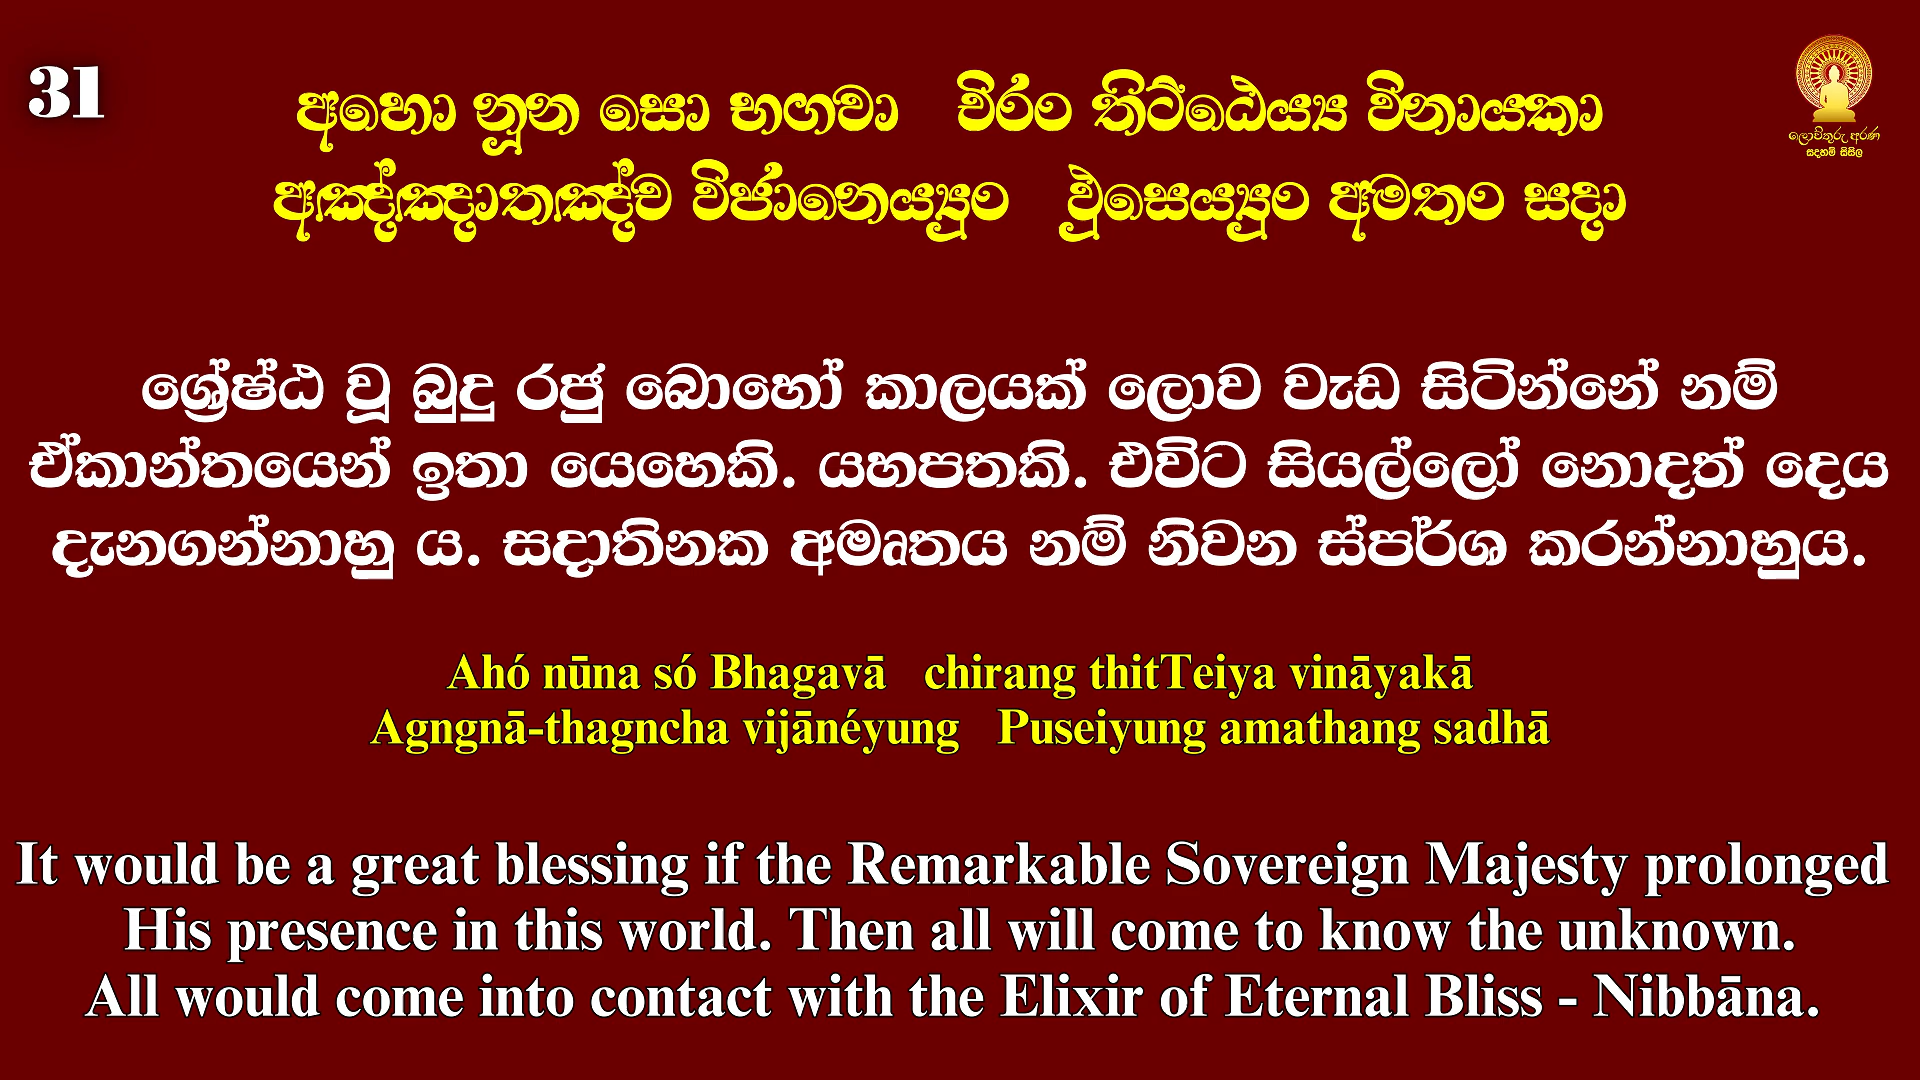 31
අහො නූන සො භගවා   චිරං තිට්ඨෙය්‍ය විනායකා
අඤ්ඤාතඤ්ච විජානෙය්‍යුං   ඵුසෙය්‍යුං අමතං සදා
ශ්‍රේෂ්ඨ වූ බුදු රජු බොහෝ කාලයක් ලොව වැඩ සිටින්නේ නම්
ඒකාන්තයෙන් ඉතා යෙහෙකි. යහපතකි. එවිට සියල්ලෝ නොදත් දෙය
දැනගන්නාහු ය. සදාතිනක අමෘතය නම් නිවන ස්පර්ශ කරන්නාහුය.
Ahó nūna só Bhagavā   chirang thitTeiya vināyakā
Agngnā-thagncha vijānéyung   Puseiyung amathang sadhā
It would be a great blessing if the Remarkable Sovereign Majesty prolonged
His presence in this world. Then all will come to know the unknown.
All would come into contact with the Elixir of Eternal Bliss - Nibbāna.
ලොවිතුරු අරණ
සදහම් සිසිල